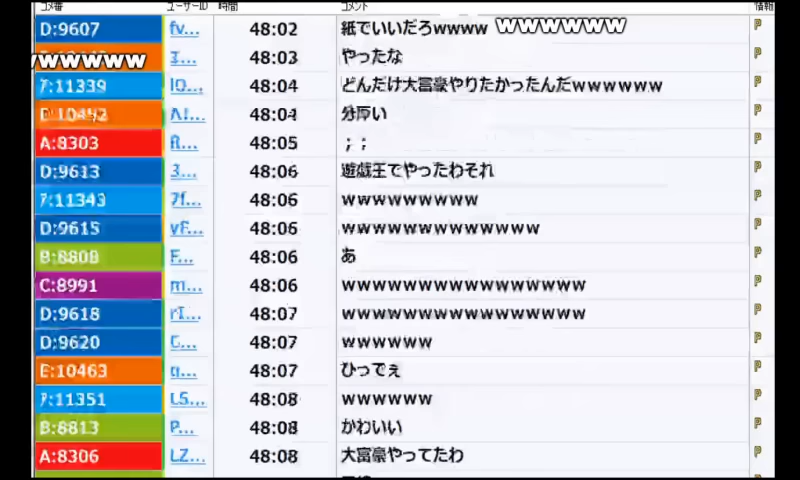 コメ番 ユーザーID 時間 コメント 情報
D:9607 fv... 48:02 紙でいいだろwwww P
wwwwwww
wwwwww 48:03 やったな P
7:11339 48:04 どんだけ大富豪やりたかったんだwwwwww P
E:10452 48:04 分厚い P
A:8303 48:05 ；； P
D:9613 3... 48:06 遊戯王でやったわそれ P
7:11343 7f... 48:06 wwwwwwwww P
D:9615 vF... 48:06 wwwwwwwwwwwww P
B:8808 F... 48:06 あ P
C:8991 m... 48:06 wwwwwwwwwwwwwwww P
D:9618 rI... 48:07 wwwwwwwwwwwwwwww P
D:9620 48:07 wwwwww P
E:10463 48:07 ひっでぇ P
7:11351 L5... 48:08 wwwwww P
B:8813 P... 48:08 かわいい P
A:8306 LZ... 48:08 大富豪やってたわ P